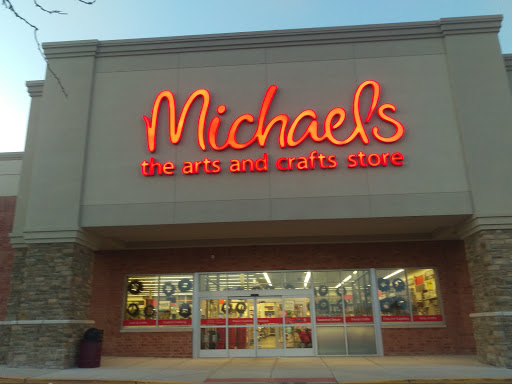 Michaels
the arts and crafts store